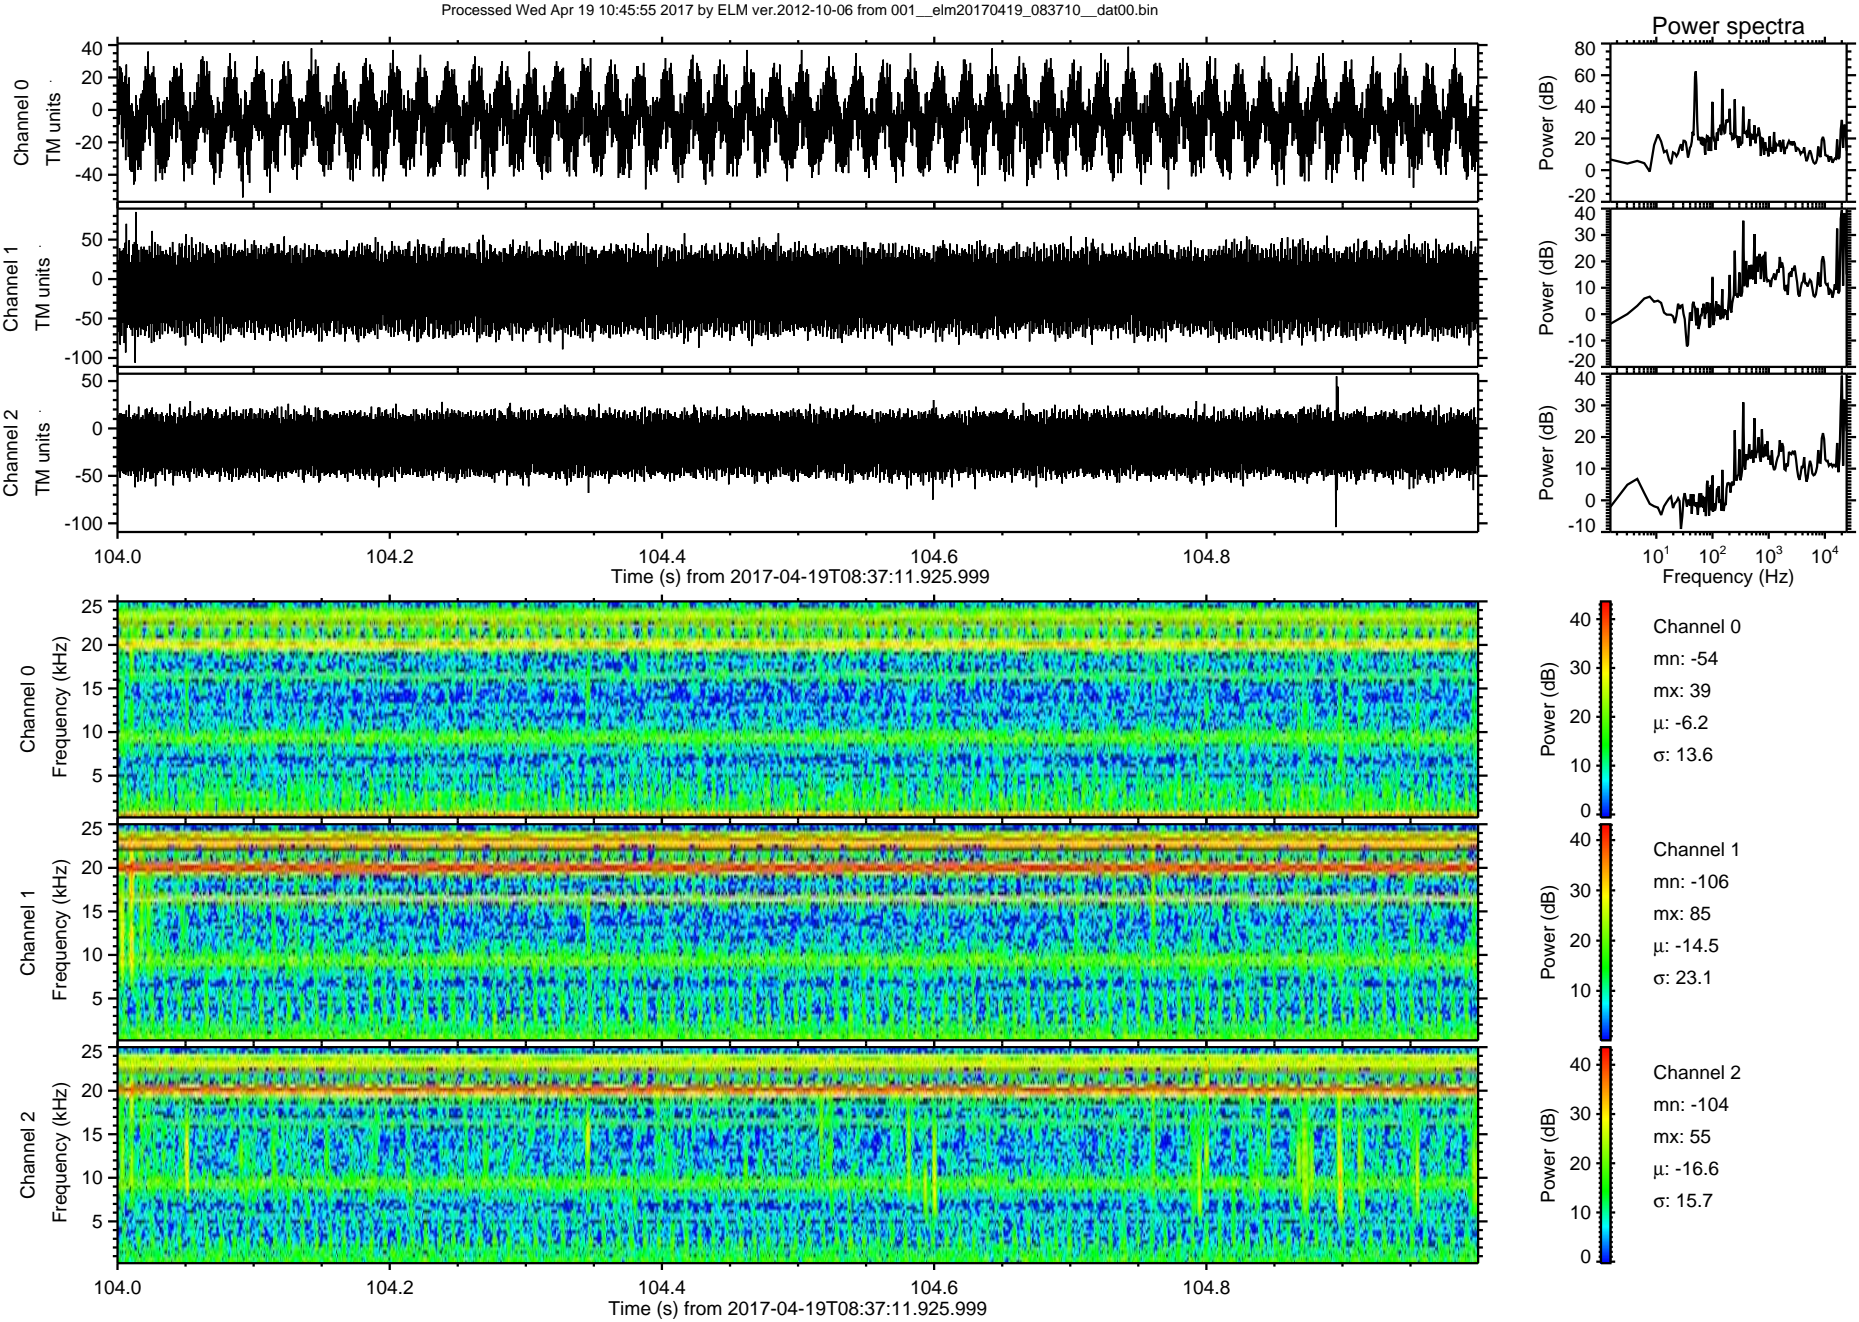 Processed Wed Apr 19 10:45:55 2017 by ELM ver.2012-10-06 from 001__elm20170419_083710__dat00.bin
Power spectra
Channel 0
TM units
40
20
0
-20
-40
Power (dB)
80
60
40
20
0
-20
Channel 1
TM units
50
0
-50
-100
Power (dB)
40
30
20
10
0
-10
-20
Channel 2
TM units
50
0
-50
-100
Power (dB)
40
30
20
10
0
-10
104.0 104.2 104.4 104.6 104.8
Time (s) from 2017-04-19T08:37:11.925.999
10¹ 10² 10³ 10⁴
Frequency (Hz)
Channel 0
Frequency (kHz)
25
20
15
10
5
Power (dB)
40
30
20
10
0
Channel 0
mn: -54
mx: 39
μ: -6.2
σ: 13.6
Channel 1
Frequency (kHz)
25
20
15
10
5
Power (dB)
40
30
20
10
Channel 1
mn: -106
mx: 85
μ: -14.5
σ: 23.1
Channel 2
Frequency (kHz)
25
20
15
10
5
Power (dB)
40
30
20
10
0
Channel 2
mn: -104
mx: 55
μ: -16.6
σ: 15.7
104.0 104.2 104.4 104.6 104.8
Time (s) from 2017-04-19T08:37:11.925.999